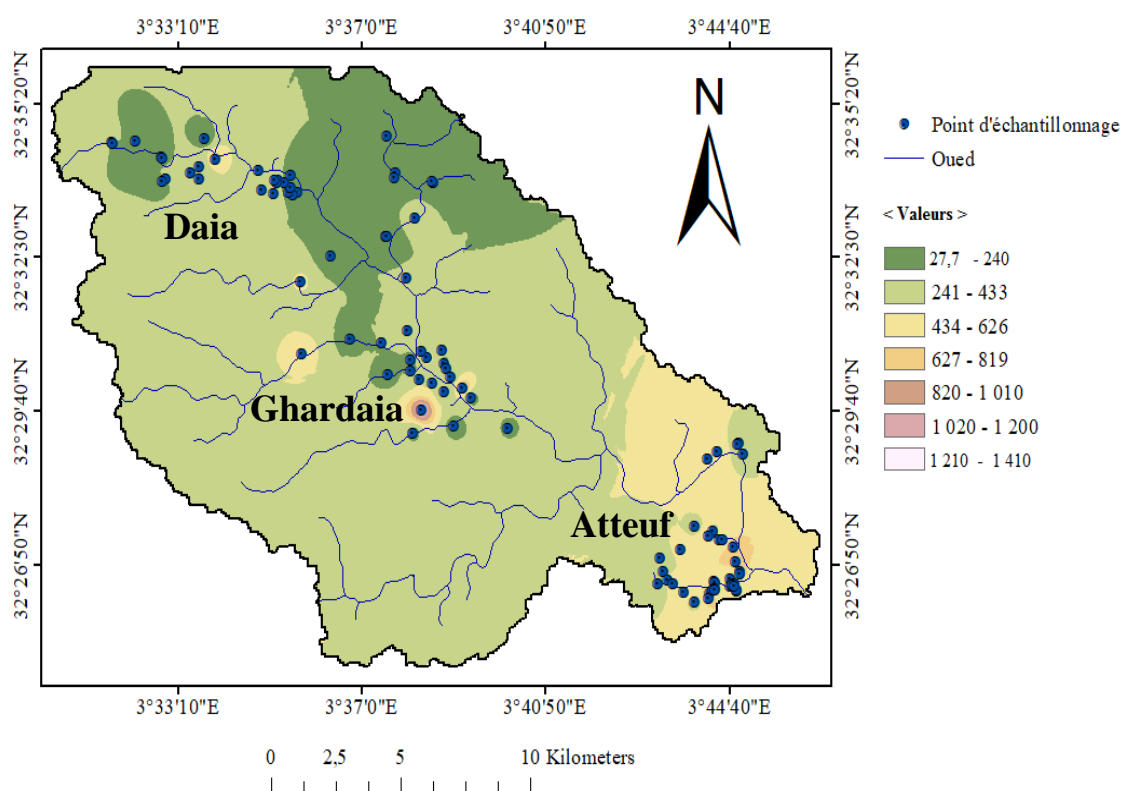 3°33'10"E 3°37'0"E 3°40'50"E 3°44'40"E
32°35'20"N 32°35'20"N
N
Point d'échantillonnage
Oued
Daia
< Valeurs >
32°32'30"N 32°32'30"N
27,7 - 240
241 - 433
434 - 626
627 - 819
820 - 1 010
1 020 - 1 200
1 210 - 1 410
Ghardaia
32°29'40"N 32°29'40"N
Atteuf
32°26'50"N 32°26'50"N
3°33'10"E 3°37'0"E 3°40'50"E 3°44'40"E
0 2,5 5 10 Kilometers